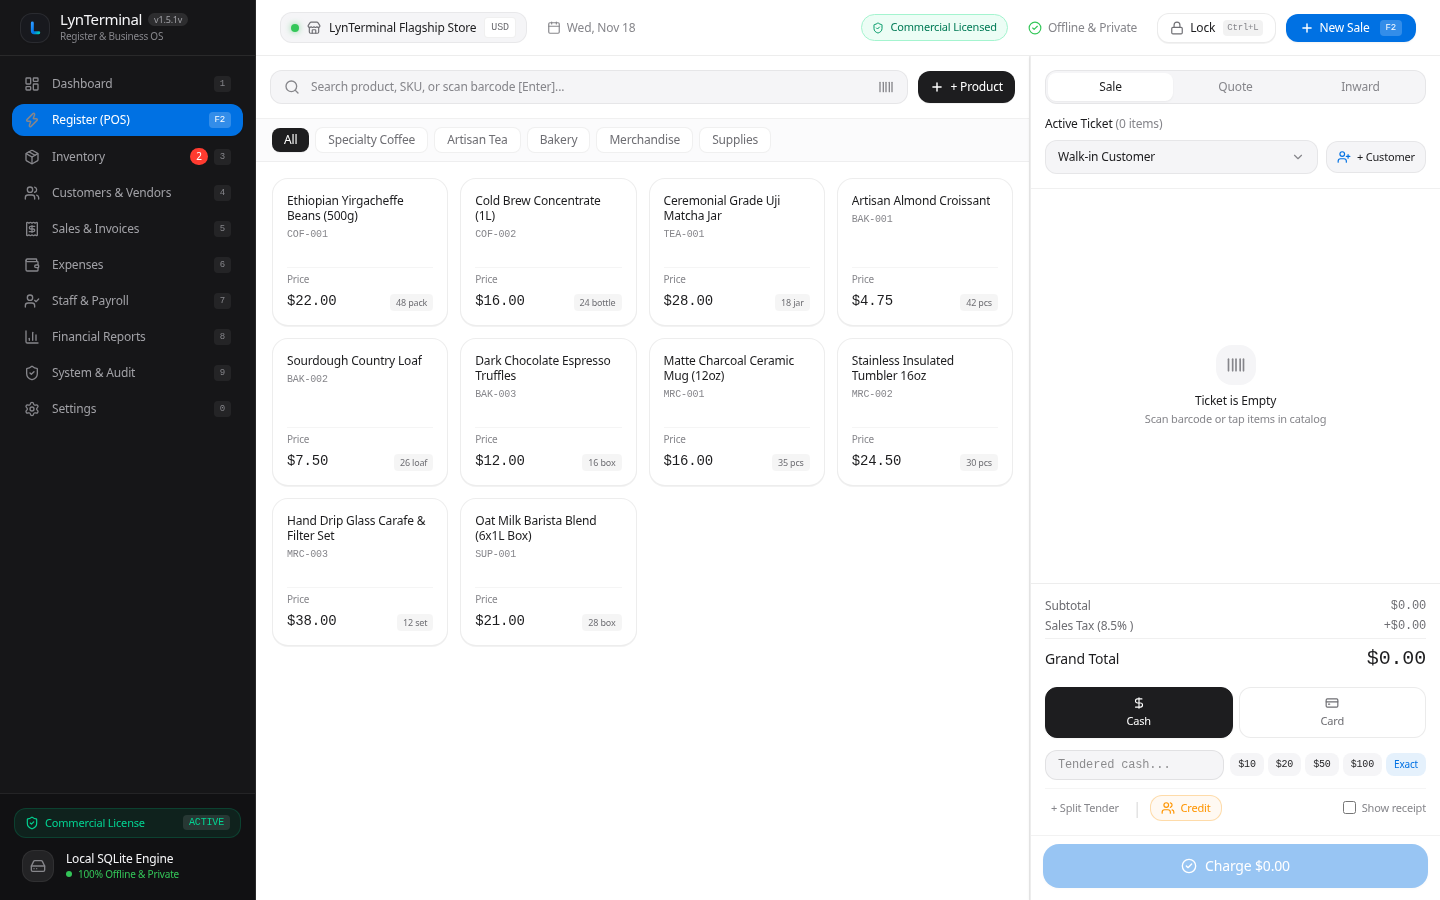 LynTerminal v1.5.1v
Register & Business OS
Dashboard 1
Register (POS) F2
Inventory 2 3
Customers & Vendors 4
Sales & Invoices 5
Expenses 6
Staff & Payroll 7
Financial Reports 8
System & Audit 9
Settings 0
Commercial License ACTIVE
Local SQLite Engine
100% Offline & Private
LynTerminal Flagship Store USD
Wed, Nov 18
Commercial Licensed
Offline & Private
Lock Ctrl+L
New Sale F2
Search product, SKU, or scan barcode [Enter]...
+ Product
All Specialty Coffee Artisan Tea Bakery Merchandise Supplies
Ethiopian Yirgacheffe
Beans (500g)
COF-001
Price
$22.00 48 pack
Cold Brew Concentrate
(1L)
COF-002
Price
$16.00 24 bottle
Ceremonial Grade Uji
Matcha Jar
TEA-001
Price
$28.00 18 jar
Artisan Almond Croissant
BAK-001
Price
$4.75 42 pcs
Sourdough Country Loaf
BAK-002
Price
$7.50 26 loaf
Dark Chocolate Espresso
Truffles
BAK-003
Price
$12.00 16 box
Matte Charcoal Ceramic
Mug (12oz)
MRC-001
Price
$16.00 35 pcs
Stainless Insulated
Tumbler 16oz
MRC-002
Price
$24.50 30 pcs
Hand Drip Glass Carafe &
Filter Set
MRC-003
Price
$38.00 12 set
Oat Milk Barista Blend
(6x1L Box)
SUP-001
Price
$21.00 28 box
Sale Quote Inward
Active Ticket (0 items)
Walk-in Customer
+ Customer
Ticket is Empty
Scan barcode or tap items in catalog
Subtotal $0.00
Sales Tax (8.5% ) +$0.00
Grand Total $0.00
Cash Card
Tendered cash... $10 $20 $50 $100 Exact
+ Split Tender Credit Show receipt
Charge $0.00